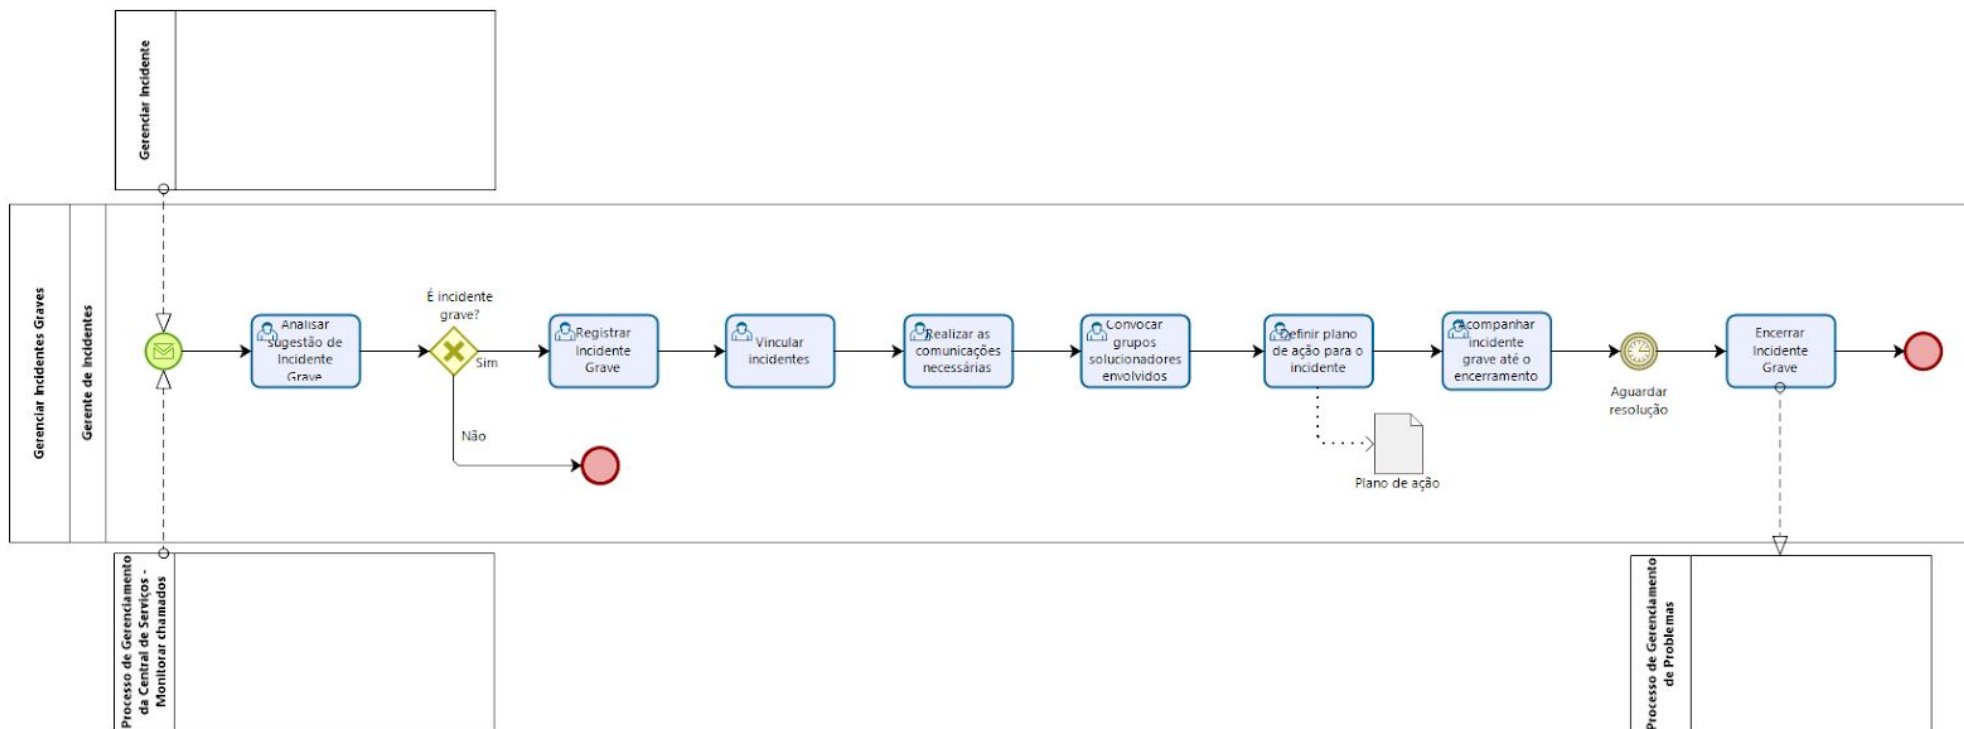 Gerenciar Incidente
Gerenciar Incidentes Graves
Gerente de Incidentes
Analisar
sugestão de
Incidente
Grave
É incidente
grave?
Sim
Não
Registrar
Incidente
Grave
Vincular
incidentes
Realizar as
comunicações
necessárias
Convocar
grupos
solucionadores
envolvidos
Definir plano
de ação para o
incidente
Plano de ação
Acompanhar
incidente
grave até o
encerramento
Aguardar
resolução
Encerrar
Incidente
Grave
Processo de Gerenciamento
da Central de Serviços -
Monitorar chamados
Processo de Gerenciamento
de Problemas